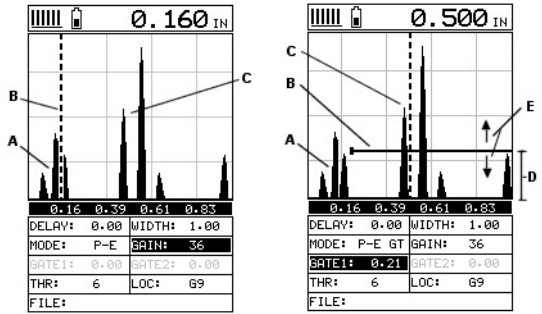 0.160 IN
B
C
A
0.16 0.39 0.61 0.83
DELAY: 0.00 WIDTH: 1.00
MODE: P-E GAIN: 36
GATE1: 0.00 GATE2: 0.00
THR: 6 LOC: G9
FILE:
0.500 IN
C
B
E
A
D
0.16 0.39 0.61 0.83
DELAY: 0.00 WIDTH: 1.00
MODE: P-E GT GAIN: 36
GATE1: 0.21 GATE2: 0.00
THR: 6 LOC: G9
FILE: